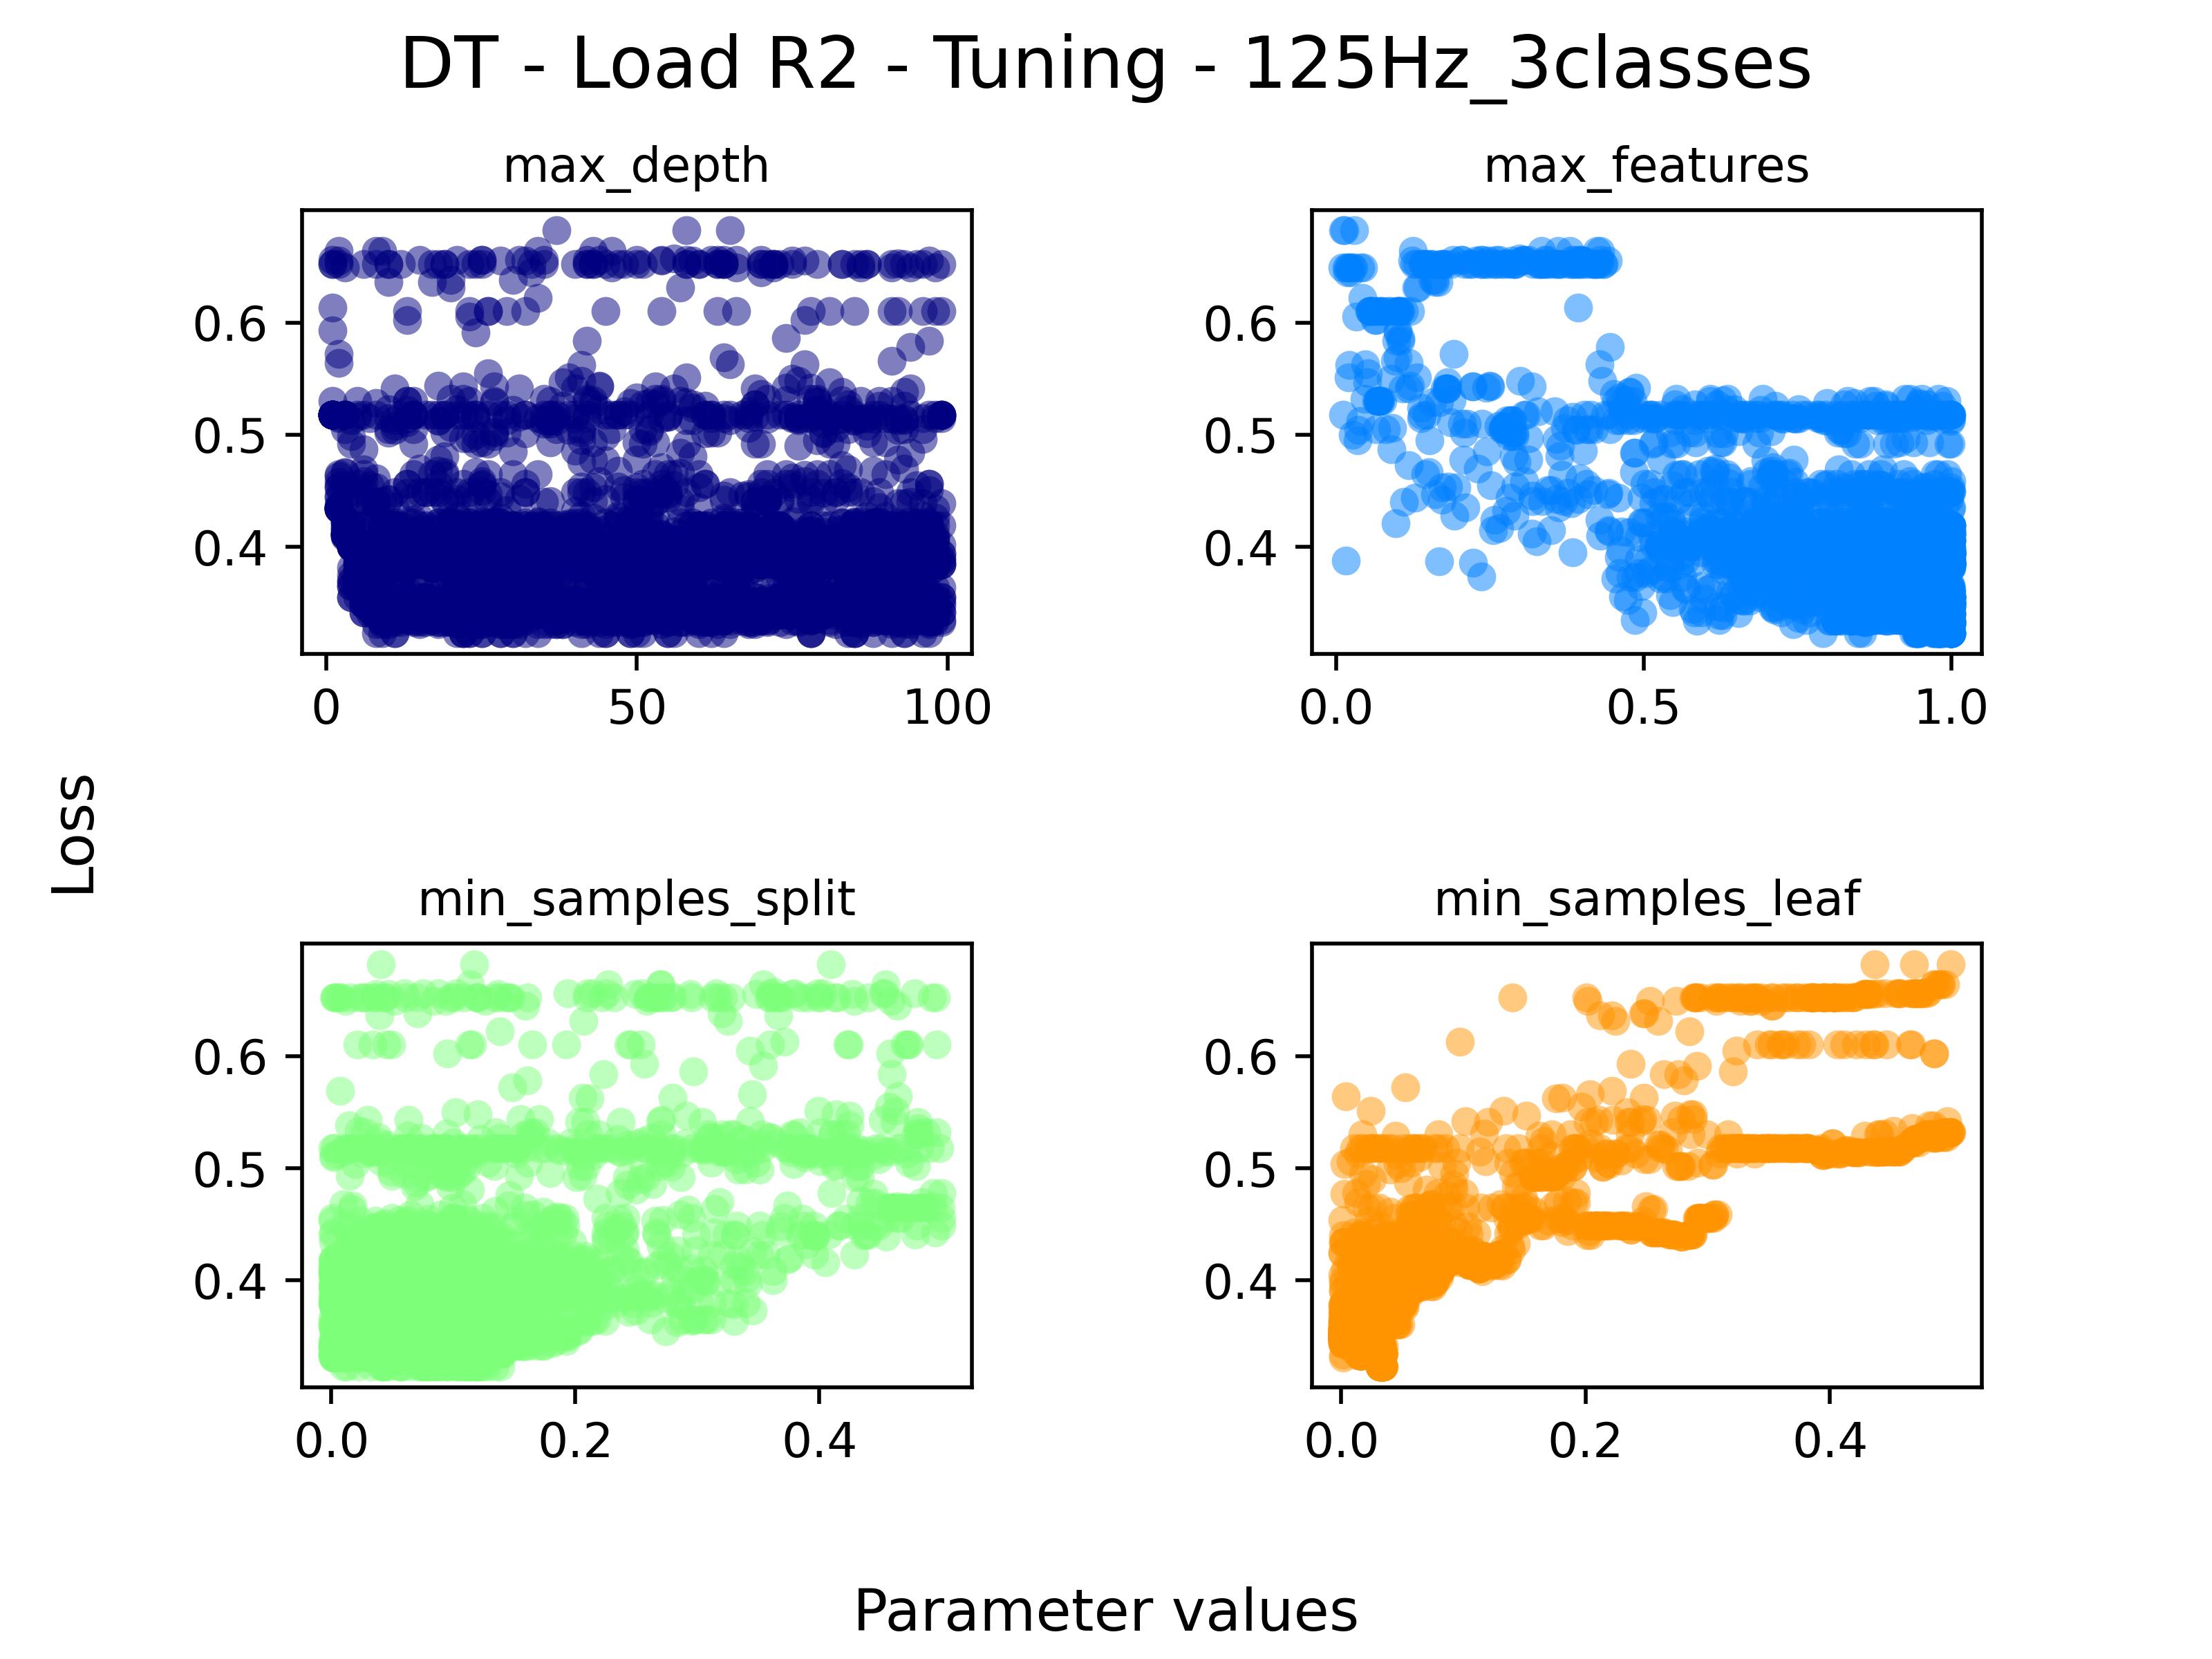 DT - Load R2 - Tuning - 125Hz_3classes
max_depth
max_features
0.6
0.5
0.4
0.6
0.5
0.4
0 50 100
0.0 0.5 1.0
Loss
min_samples_split
min_samples_leaf
0.6
0.5
0.4
0.6
0.5
0.4
0.0 0.2 0.4
0.0 0.2 0.4
Parameter values